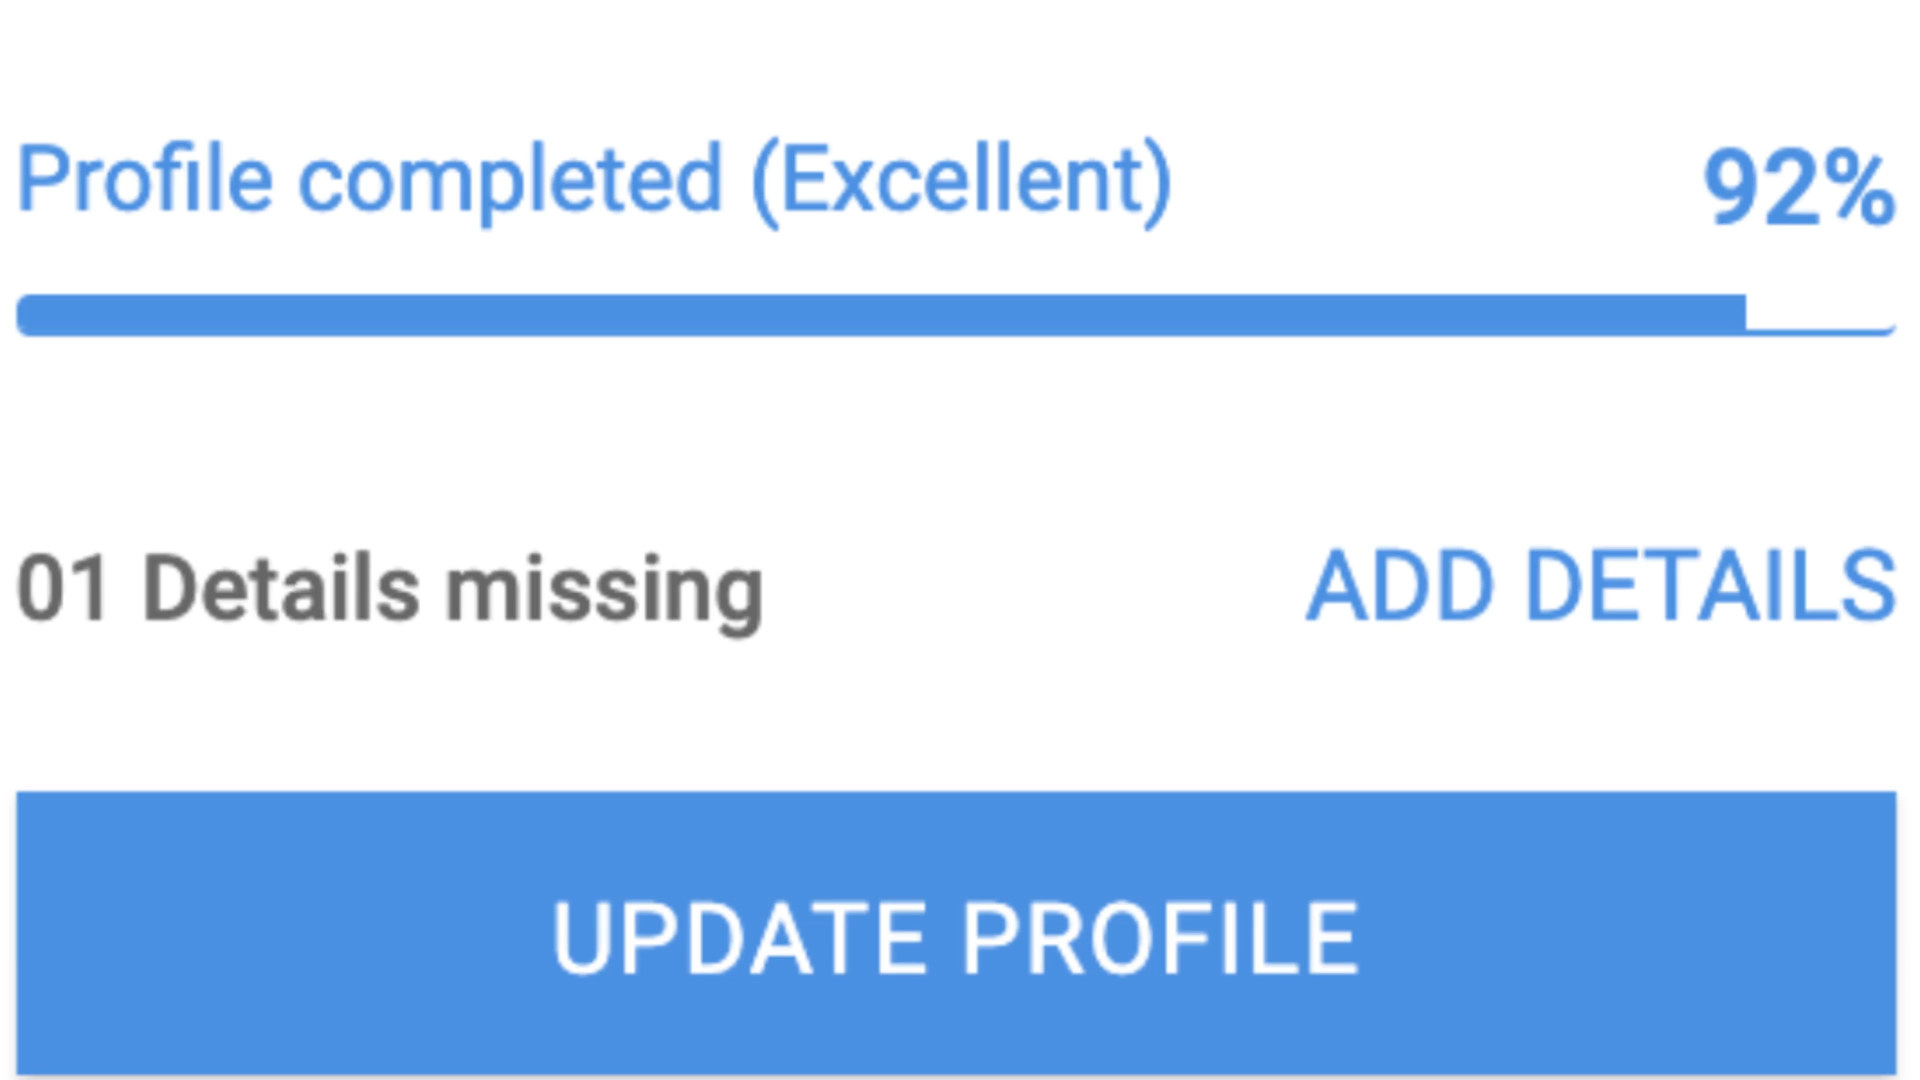 Profile completed (Excellent) 92%
01 Details missing ADD DETAILS
UPDATE PROFILE